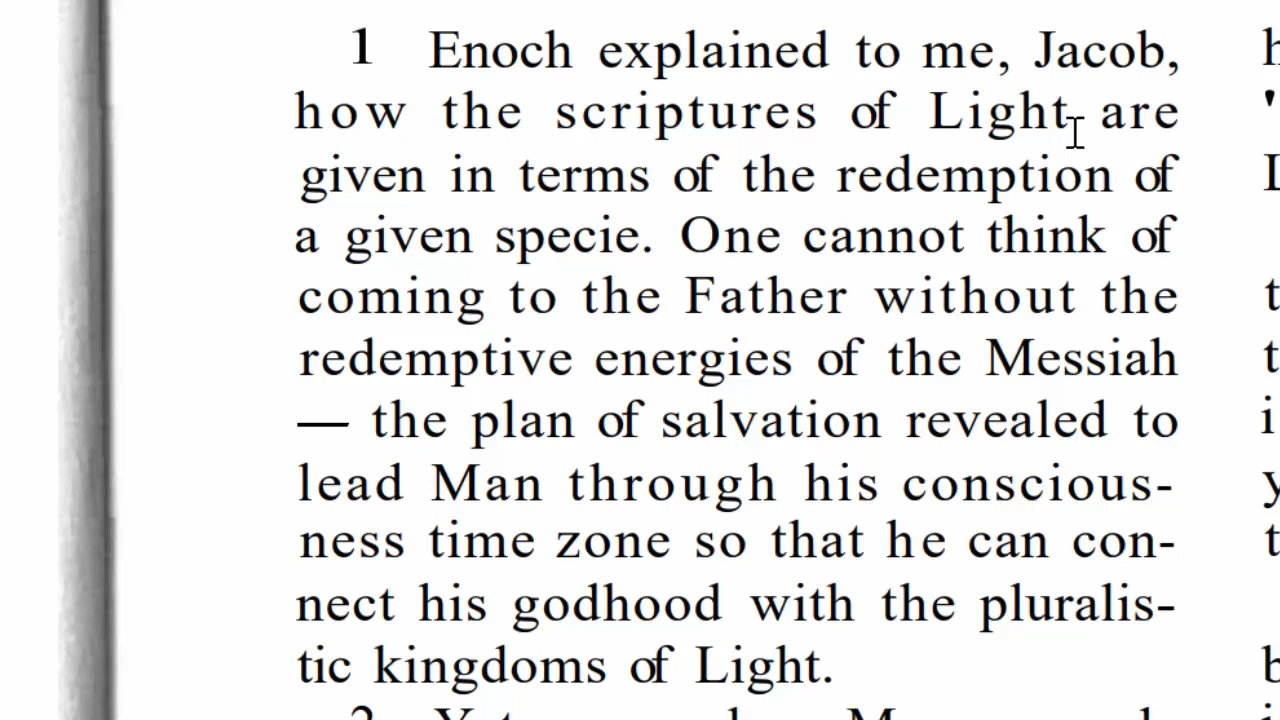 1 Enoch explained to me, Jacob,
how the scriptures of Light are
given in terms of the redemption of
a given specie. One cannot think of
coming to the Father without the
redemptive energies of the Messiah
— the plan of salvation revealed to
lead Man through his conscious-
ness time zone so that he can con-
nect his godhood with the pluralis-
tic kingdoms of Light.